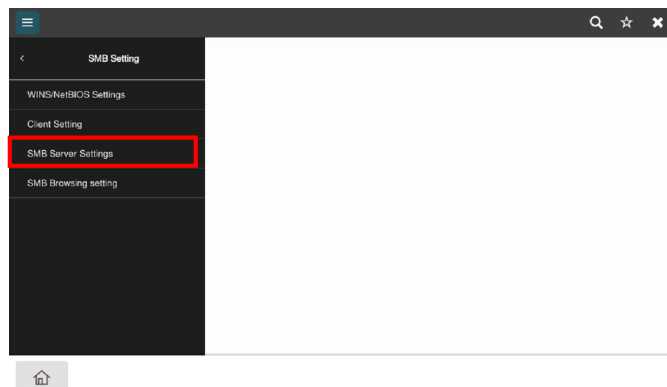 SMB Setting
WINS/NetBIOS Settings
Client Setting
SMB Server Settings
SMB Browsing setting